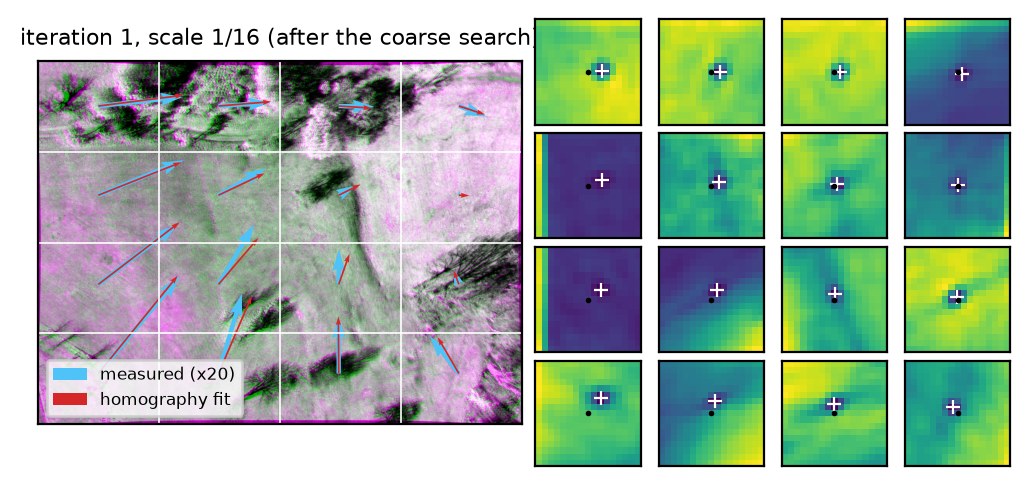 iteration 1, scale 1/16 (after the coarse search)
measured (x20)
homography fit